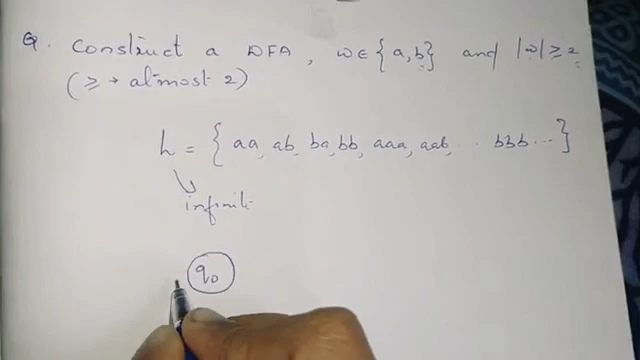 Q. Construct a DFA, w∈{a,b} and |w|≥2
(≥ → almost 2)
L = {aa, ab, ba, bb, aaa, aab, .. bbb...}
infinite
q0